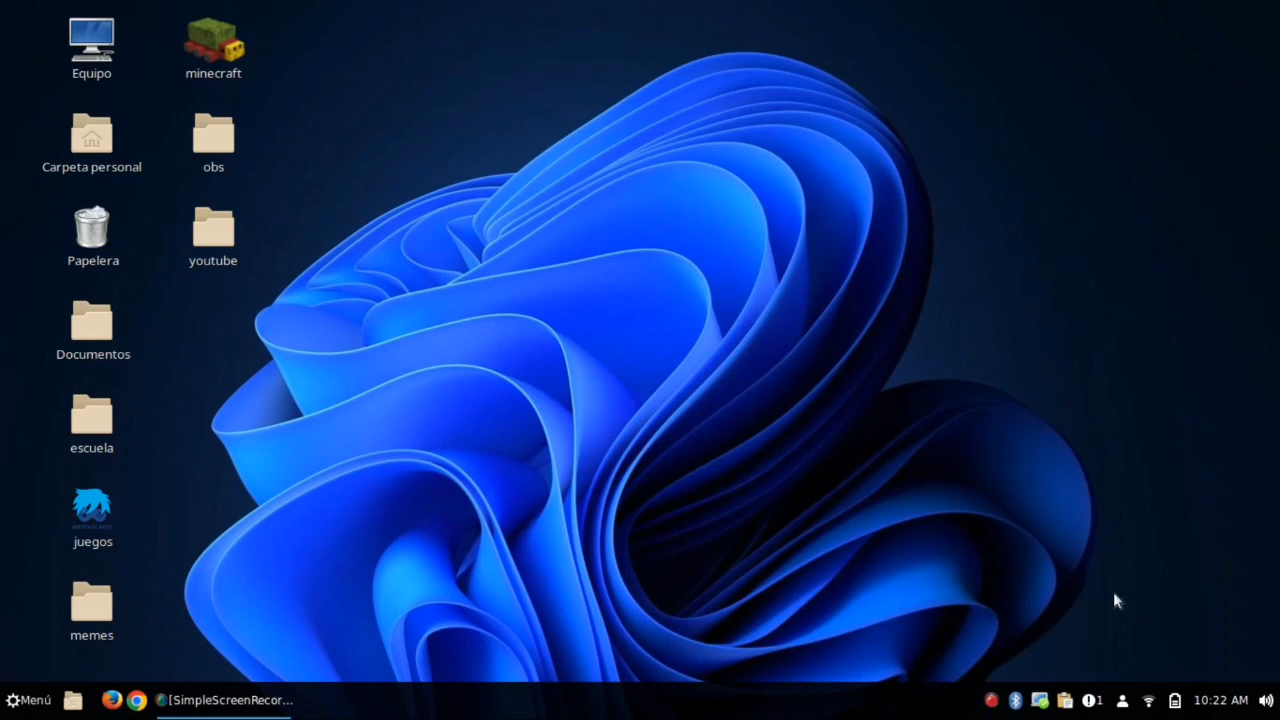 Equipo
minecraft
Carpeta personal
obs
Papelera
youtube
Documentos
escuela
juegos
memes
Menú
[SimpleScreenRecor...
1
10:22 AM